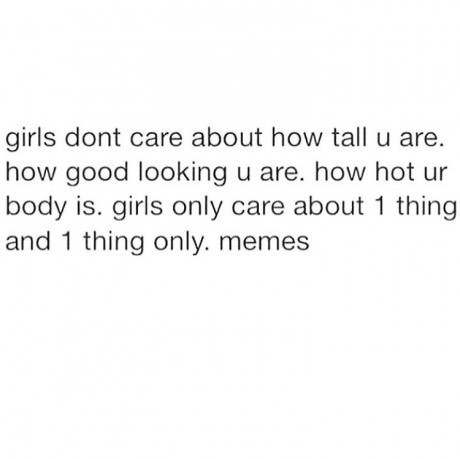 girls dont care about how tall u are.
how good looking u are. how hot ur
body is. girls only care about 1 thing
and 1 thing only. memes